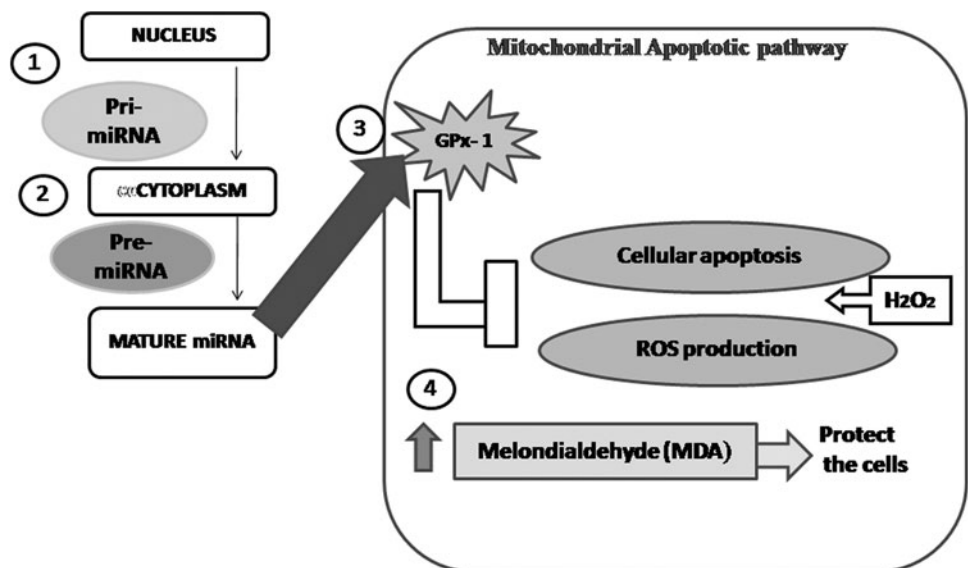 NUCLEUS
1
Pri-
miRNA
2
CYTOPLASM
Pre-
miRNA
MATURE miRNA
Mitochondrial Apoptotic pathway
3
GPx- 1
Cellular apoptosis
H2O2
ROS production
4
Melondialdehyde (MDA)
Protect
the cells